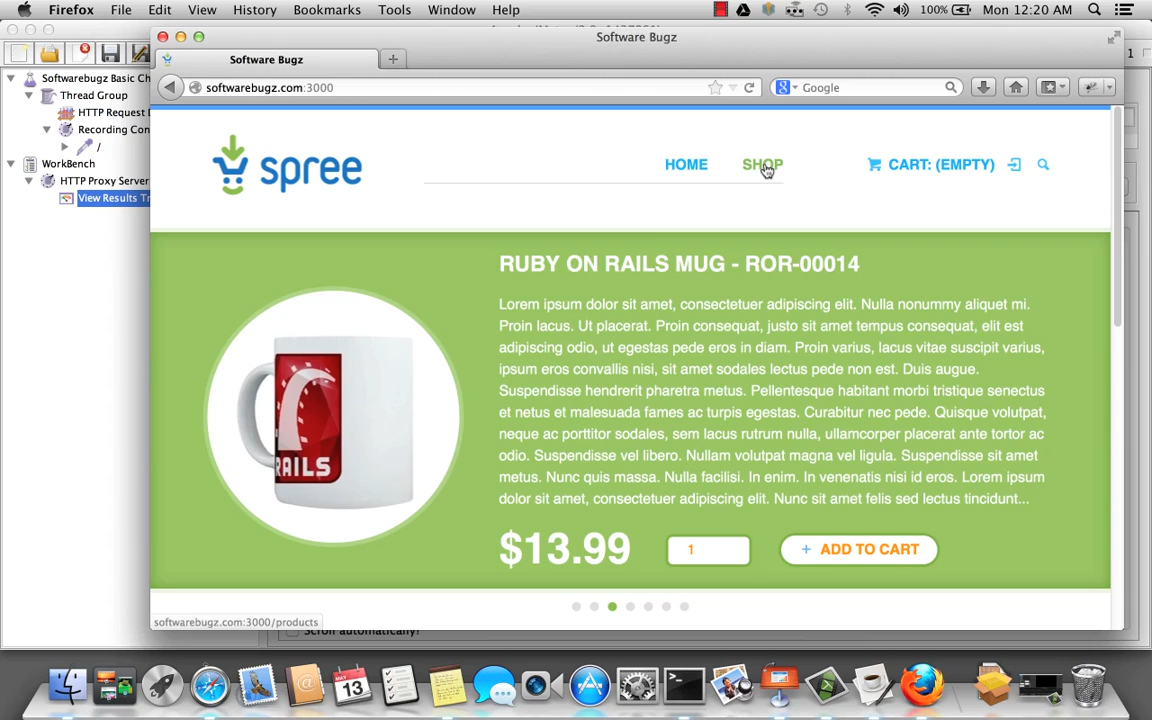 Firefox File Edit View History Bookmarks Tools Window Help 100% Mon 12:20 AM
Software Bugz
Software Bugz
softwarebugz.com:3000 Google
Softwarebugz Basic Ch
Thread Group
HTTP Request
Recording Con
/
WorkBench
HTTP Proxy Server
View Results Tr
spree
HOME SHOP CART: (EMPTY)
RUBY ON RAILS MUG - ROR-00014
Lorem ipsum dolor sit amet, consectetuer adipiscing elit. Nulla nonummy aliquet mi.
Proin lacus. Ut placerat. Proin consequat, justo sit amet tempus consequat, elit est
adipiscing odio, ut egestas pede eros in diam. Proin varius, lacus vitae suscipit varius,
ipsum eros convallis nisi, sit amet sodales lectus pede non est. Duis augue.
Suspendisse hendrerit pharetra metus. Pellentesque habitant morbi tristique senectus
et netus et malesuada fames ac turpis egestas. Curabitur nec pede. Quisque volutpat,
neque ac porttitor sodales, sem lacus rutrum nulla, ullamcorper placerat ante tortor ac
odio. Suspendisse vel libero. Nullam volutpat magna vel ligula. Suspendisse sit amet
metus. Nunc quis massa. Nulla facilisi. In enim. In venenatis nisi id eros. Lorem ipsum
dolor sit amet, consectetuer adipiscing elit. Nunc sit amet felis sed lectus tincidunt...
RAILS
$13.99 1 + ADD TO CART
softwarebugz.com:3000/products
Scroll automatically?
MAY
13